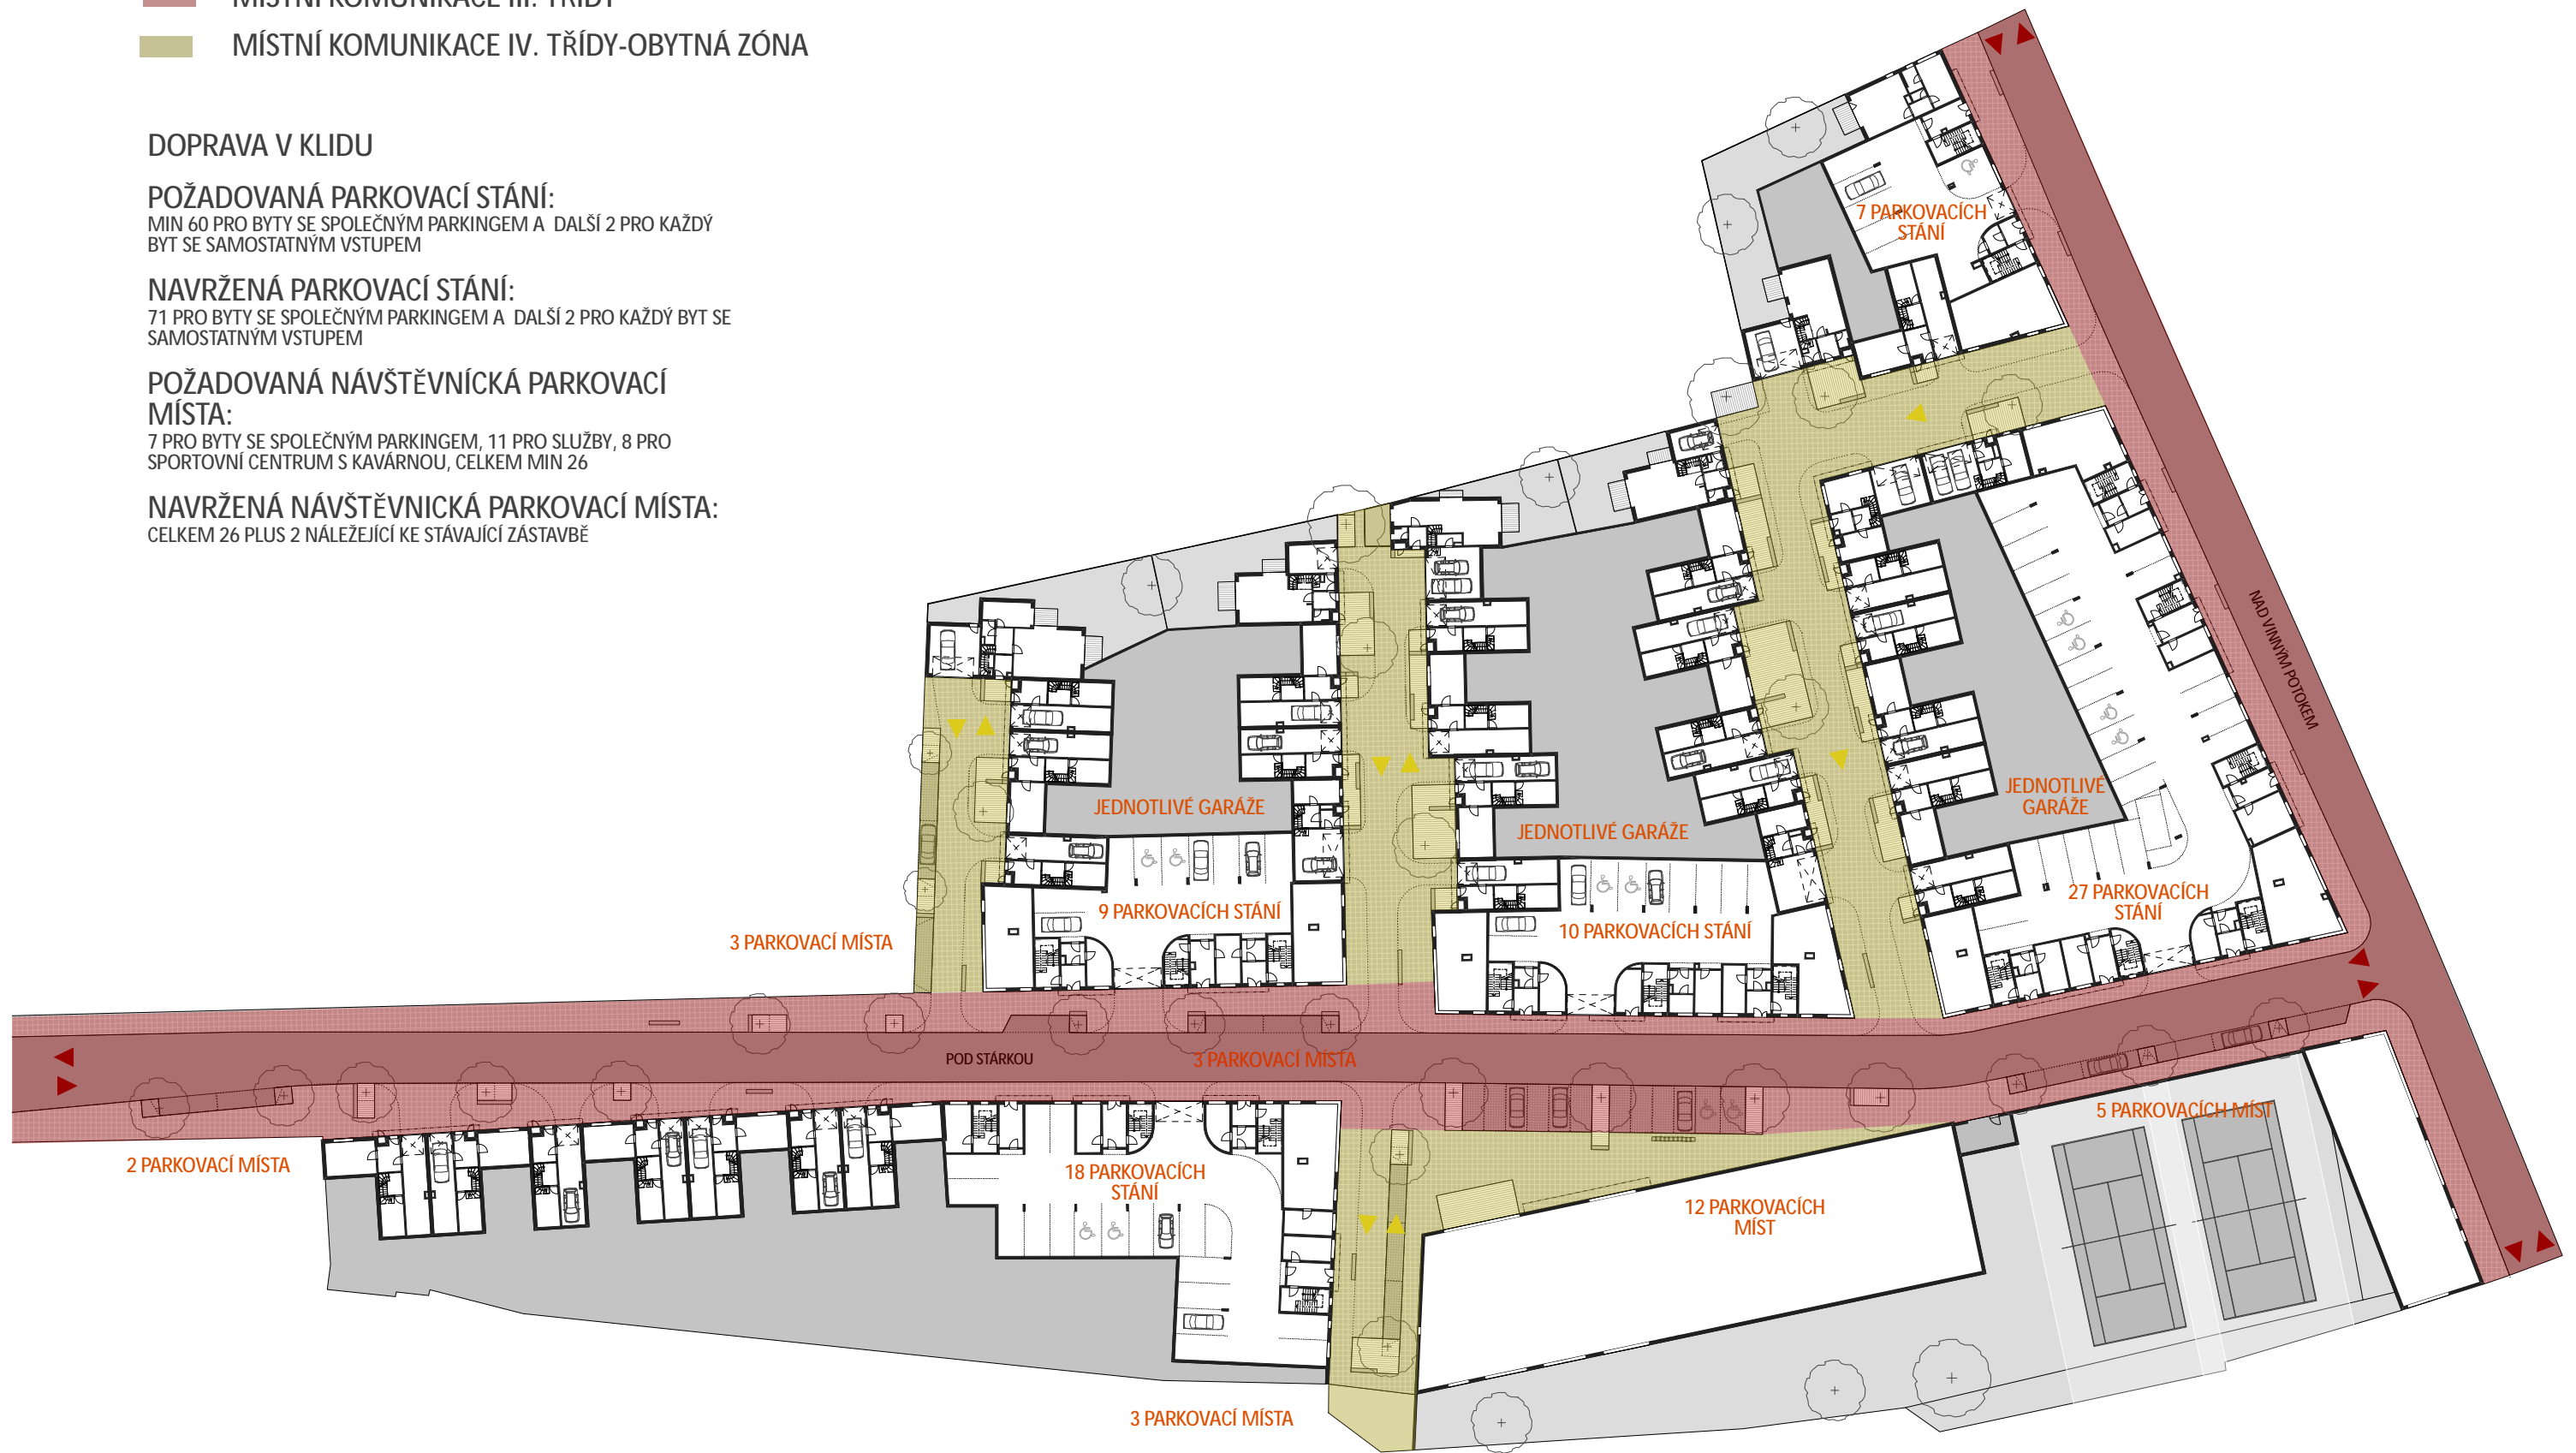 MÍSTNÍ KOMUNIKACE III. TŘÍDY
MÍSTNÍ KOMUNIKACE IV. TŘÍDY-OBYTNÁ ZÓNA
DOPRAVA V KLIDU
POŽADOVANÁ PARKOVACÍ STÁNÍ:
MIN 60 PRO BYTY SE SPOLEČNÝM PARKINGEM A DALŠÍ 2 PRO KAŽDÝ
BYT SE SAMOSTATNÝM VSTUPEM
NAVRŽENÁ PARKOVACÍ STÁNÍ:
71 PRO BYTY SE SPOLEČNÝM PARKINGEM A DALŠÍ 2 PRO KAŽDÝ BYT SE
SAMOSTATNÝM VSTUPEM
POŽADOVANÁ NÁVŠTĚVNÍCKÁ PARKOVACÍ
MÍSTA:
7 PRO BYTY SE SPOLEČNÝM PARKINGEM, 11 PRO SLUŽBY, 8 PRO
SPORTOVNÍ CENTRUM S KAVÁRNOU, CELKEM MIN 26
NAVRŽENÁ NÁVŠTĚVNICKÁ PARKOVACÍ MÍSTA:
CELKEM 26 PLUS 2 NÁLEŽEJÍCÍ KE STÁVAJÍCÍ ZÁSTAVBĚ
7 PARKOVACÍCH
STÁNÍ
NAD VINNÝM POTOKEM
JEDNOTLIVÉ GARÁŽE
JEDNOTLIVÉ GARÁŽE
JEDNOTLIVÉ
GARÁŽE
9 PARKOVACÍCH STÁNÍ
10 PARKOVACÍCH STÁNÍ
27 PARKOVACÍCH
STÁNÍ
3 PARKOVACÍ MÍSTA
POD STÁRKOU
3 PARKOVACÍ MÍSTA
5 PARKOVACÍCH MÍST
2 PARKOVACÍ MÍSTA
18 PARKOVACÍCH
STÁNÍ
12 PARKOVACÍCH
MÍST
3 PARKOVACÍ MÍSTA